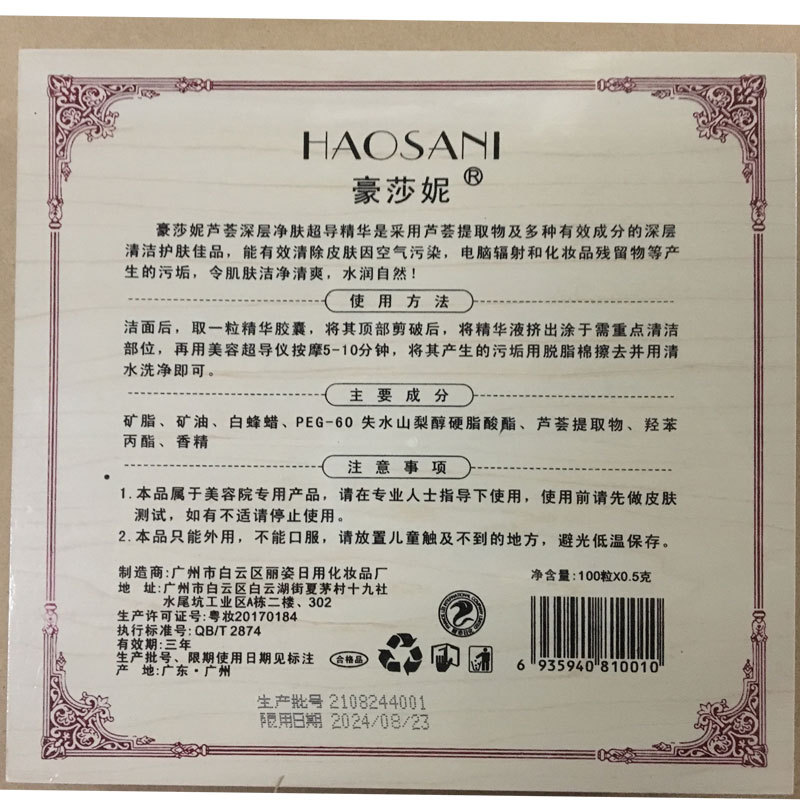 HAOSANI
豪莎妮®
豪莎妮芦荟深层净肤超导精华是采用芦荟提取物及多种有效成分的深层
清洁护肤佳品，能有效清除皮肤因空气污染，电脑辐射和化妆品残留物等产
生的污垢，令肌肤洁净清爽，水润自然！
使用方法
洁面后，取一粒精华胶囊，将其顶部剪破后，将精华液挤出涂于需重点清洁
部位，再用美容超导仪按摩5-10分钟，将其产生的污垢用脱脂棉擦去并用清
水洗净即可。
主要成分
矿脂、矿油、白蜂蜡、PEG-60 失水山梨醇硬脂酸酯、芦荟提取物、羟苯
丙酯、香精
注意事项
1.本品属于美容院专用产品，请在专业人士指导下使用，使用前请先做皮肤
测试，如有不适请停止使用。
2.本品只能外用，不能口服，请放置儿童触及不到的地方，避光低温保存。
制造商:广州市白云区丽姿日用化妆品厂
地 址:广州市白云区白云湖街夏茅村十九社
水尾坑工业区A栋二楼、302
生产许可证号:粤妆20170184
执行标准号:QB/T 2874
有效期:三年
生产批号、限期使用日期见标注
产 地:广东·广州
合格品
净含量:100粒X0.5克
6 935940 810010
生产批号 2108244001
限用日期 2024/08/23